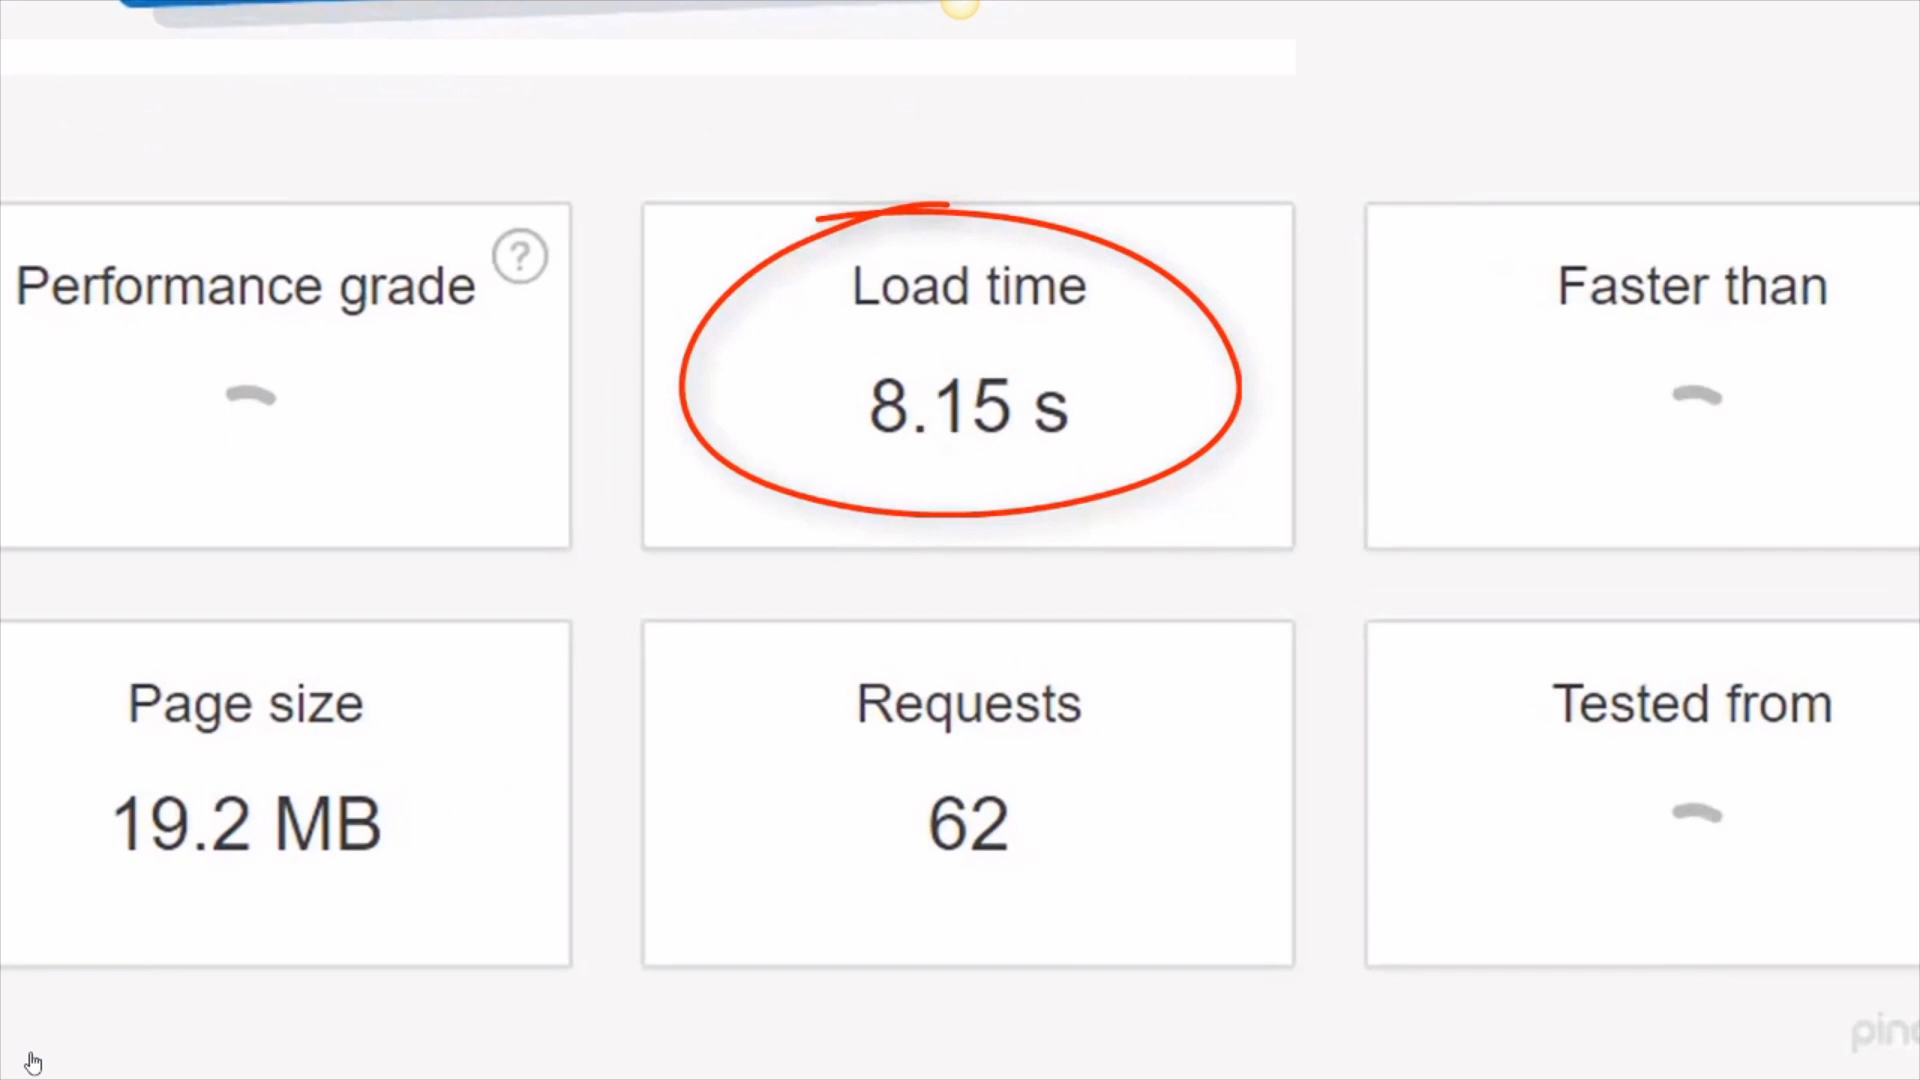 Performance grade
?
Load time
8.15 s
Faster than
Page size
19.2 MB
Requests
62
Tested from